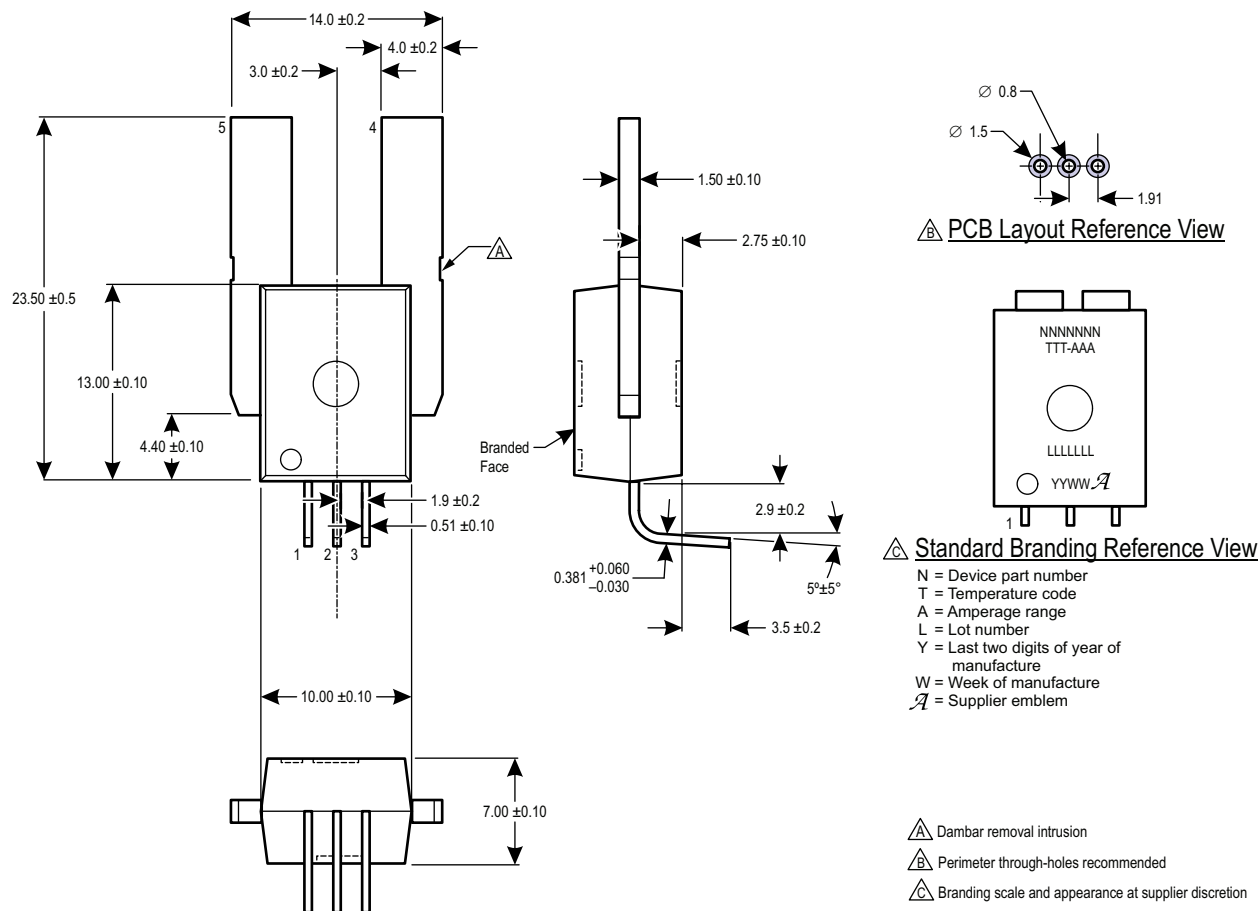 14.0 ±0.2
4.0 ±0.2
3.0 ±0.2
5
4
A
23.50 ±0.5
13.00 ±0.10
4.40 ±0.10
1.9 ±0.2
0.51 ±0.10
1
2
3
10.00 ±0.10
7.00 ±0.10
1.50 ±0.10
2.75 ±0.10
Branded
Face
2.9 ±0.2
0.381 +0.060
–0.030
5º±5°
3.5 ±0.2
∅ 0.8
∅ 1.5
1.91
B PCB Layout Reference View
NNNNNNN
TTT-AAA
LLLLLLL
YYWW 𝒜
1
C Standard Branding Reference View
N = Device part number
T = Temperature code
A = Amperage range
L = Lot number
Y = Last two digits of year of
manufacture
W = Week of manufacture
𝒜 = Supplier emblem
A Dambar removal intrusion
B Perimeter through-holes recommended
C Branding scale and appearance at supplier discretion